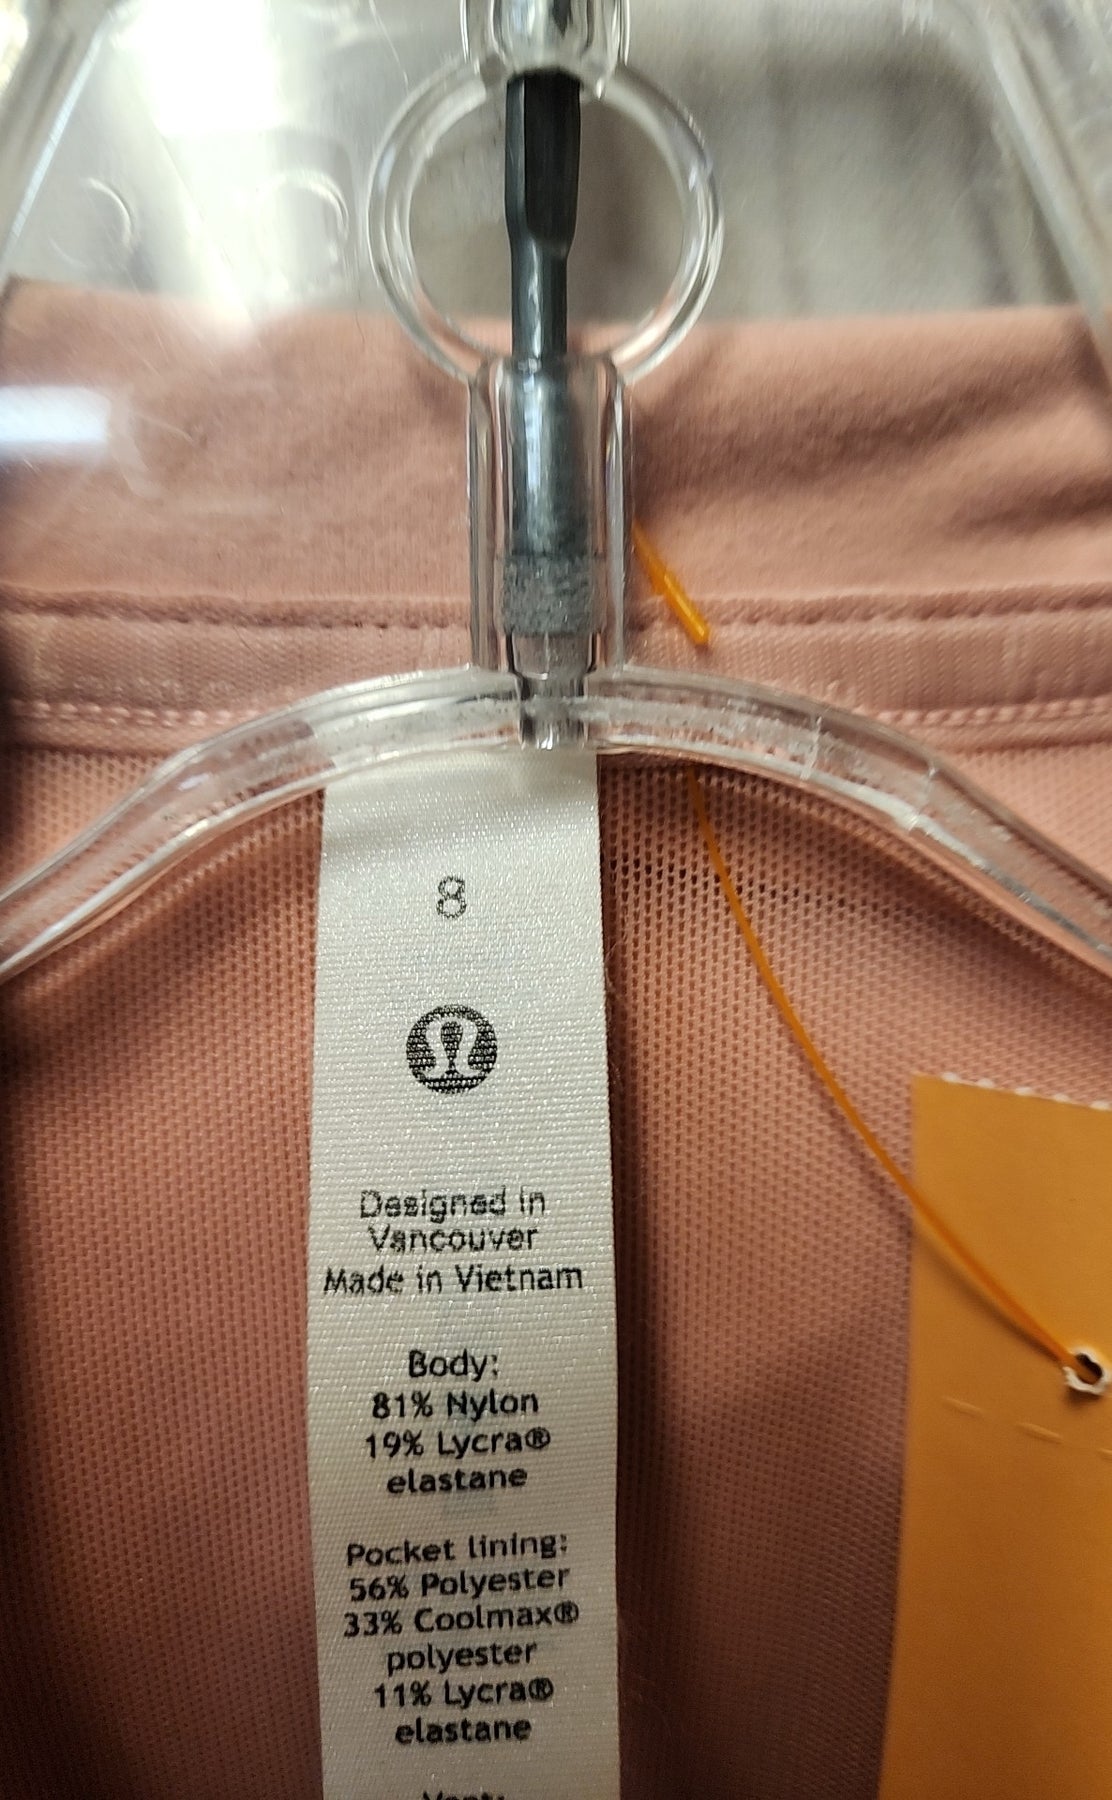 8
Designed in
Vancouver
Made in Vietnam
Body:
81% Nylon
19% Lycra®
elastane
Pocket lining:
56% Polyester
33% Coolmax®
polyester
11% Lycra®
elastane